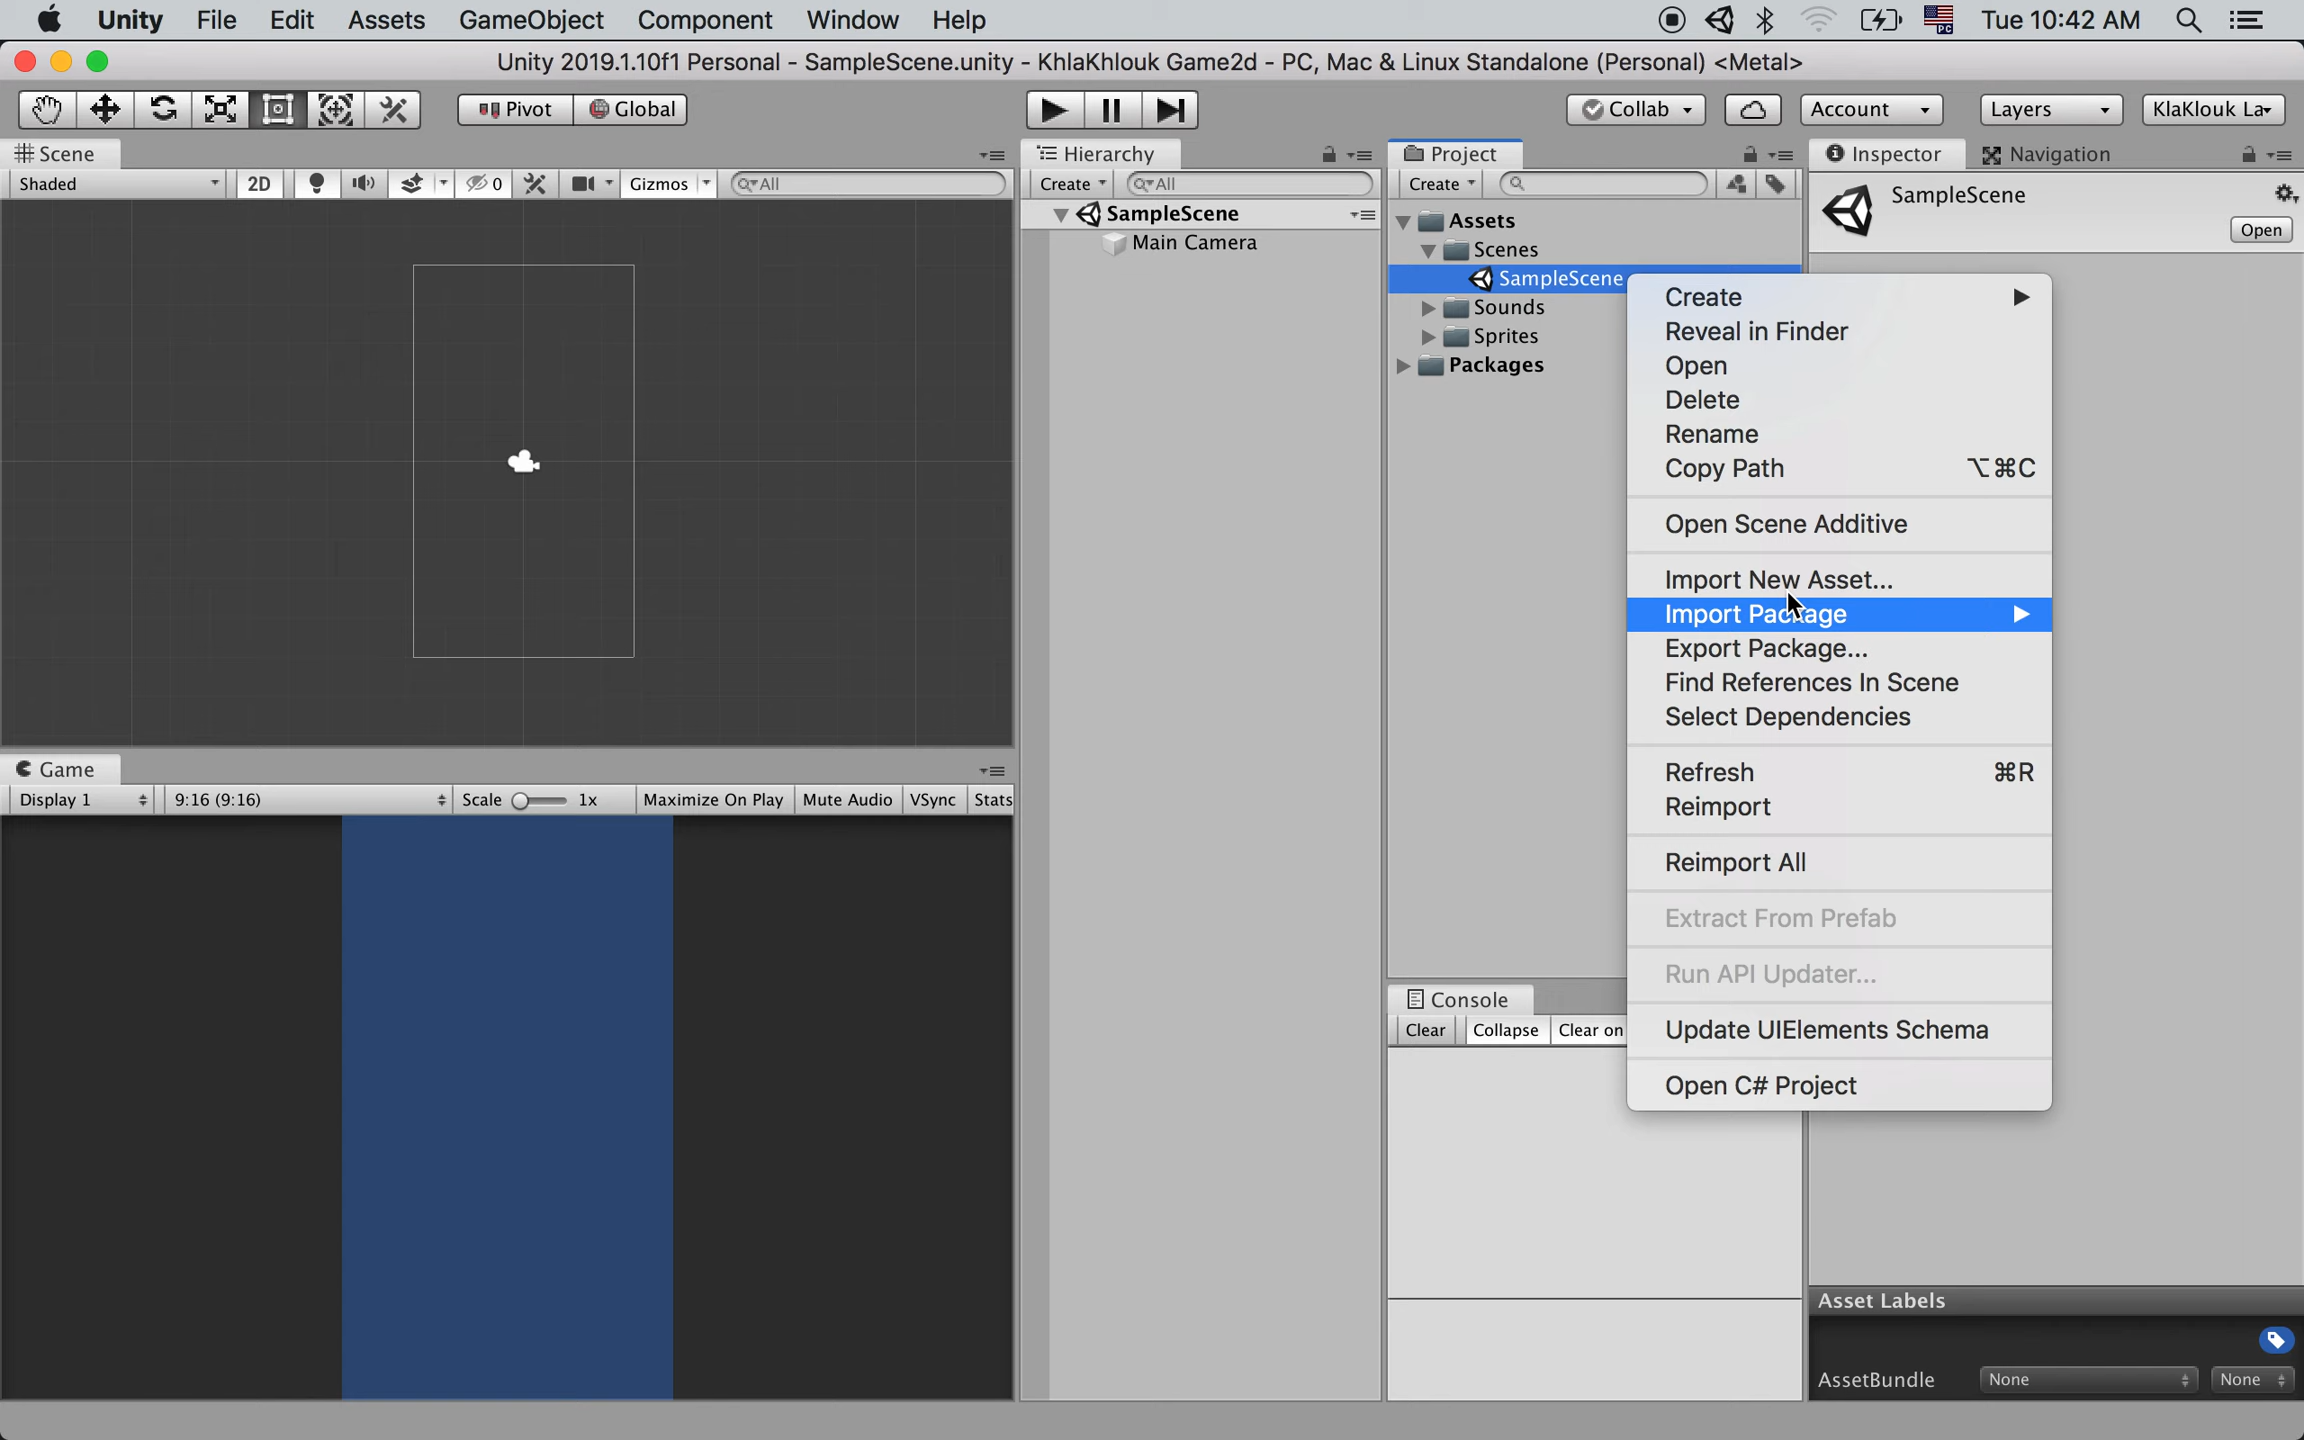 Unity File Edit Assets GameObject Component Window Help Tue 10:42 AM
Unity 2019.1.10f1 Personal - SampleScene.unity - KhlaKhlouk Game2d - PC, Mac & Linux Standalone (Personal) <Metal>
Pivot Global Collab Account Layers KlaKlouk La
Scene
Shaded 2D 0 Gizmos All
Hierarchy
Create All
SampleScene
Main Camera
Project
Create
Assets
Scenes
SampleScene
Sounds
Sprites
Packages
Inspector Navigation
SampleScene
Open
Create
Reveal in Finder
Open
Delete
Rename
Copy Path ⌥⌘C
Open Scene Additive
Import New Asset...
Import Package
Export Package...
Find References In Scene
Select Dependencies
Refresh ⌘R
Reimport
Reimport All
Extract From Prefab
Run API Updater...
Update UIElements Schema
Open C# Project
Game
Display 1 9:16 (9:16) Scale 1x Maximize On Play Mute Audio VSync Stats
Console
Clear Collapse Clear on
Asset Labels
AssetBundle None None